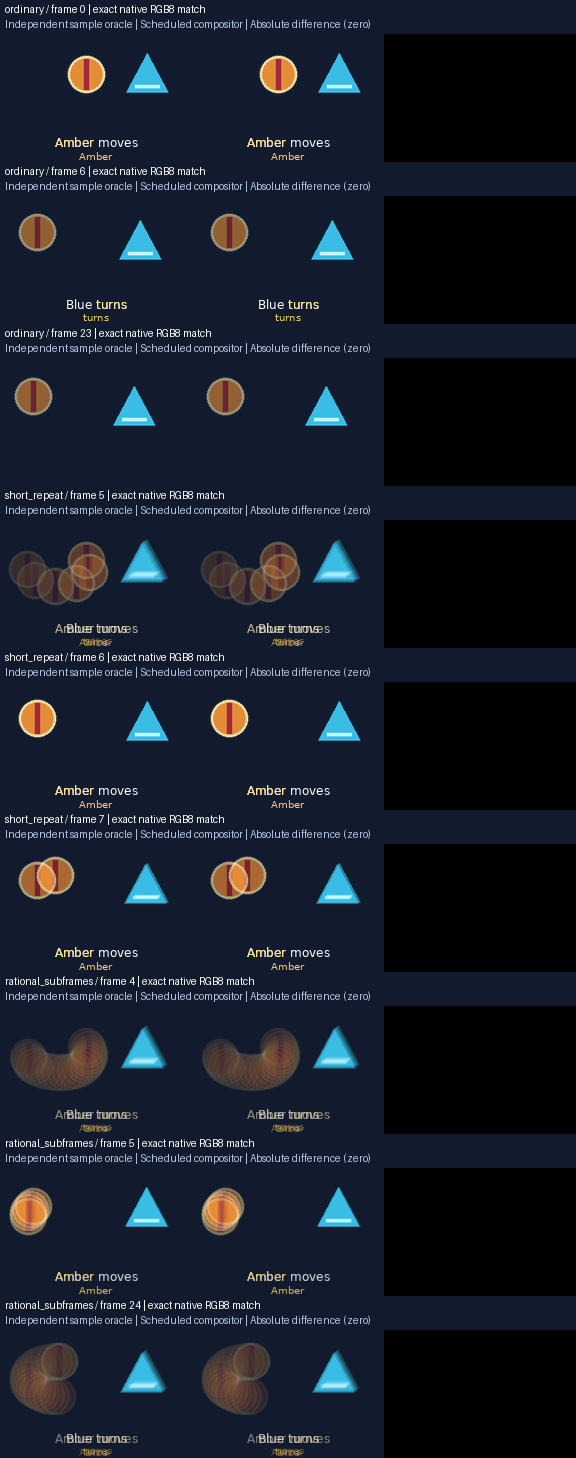 ordinary / frame 0 | exact native RGB8 match
Independent sample oracle | Scheduled compositor | Absolute difference (zero)
Amber moves Amber moves
Amber Amber
ordinary / frame 6 | exact native RGB8 match
Independent sample oracle | Scheduled compositor | Absolute difference (zero)
Blue turns Blue turns
turns turns
ordinary / frame 23 | exact native RGB8 match
Independent sample oracle | Scheduled compositor | Absolute difference (zero)
short_repeat / frame 5 | exact native RGB8 match
Independent sample oracle | Scheduled compositor | Absolute difference (zero)
short_repeat / frame 6 | exact native RGB8 match
Independent sample oracle | Scheduled compositor | Absolute difference (zero)
Amber moves Amber moves
Amber Amber
short_repeat / frame 7 | exact native RGB8 match
Independent sample oracle | Scheduled compositor | Absolute difference (zero)
Amber moves Amber moves
Amber Amber
rational_subframes / frame 4 | exact native RGB8 match
Independent sample oracle | Scheduled compositor | Absolute difference (zero)
rational_subframes / frame 5 | exact native RGB8 match
Independent sample oracle | Scheduled compositor | Absolute difference (zero)
Amber moves Amber moves
Amber Amber
rational_subframes / frame 24 | exact native RGB8 match
Independent sample oracle | Scheduled compositor | Absolute difference (zero)